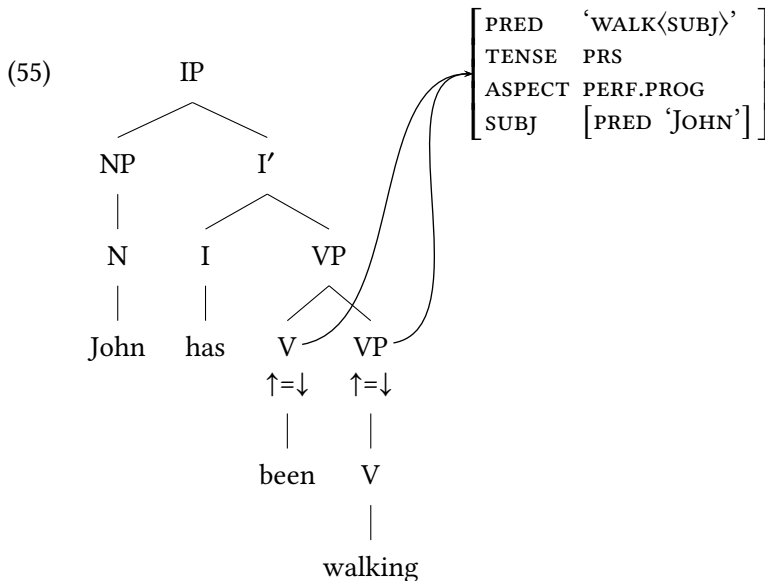 PRED ‘WALK⟨SUBJ⟩’
(55) IP TENSE PRS
ASPECT PERF.PROG
SUBJ [PRED ‘JOHN’]
NP I′
N I VP
John has V VP
↑=↓ ↑=↓
been V
walking